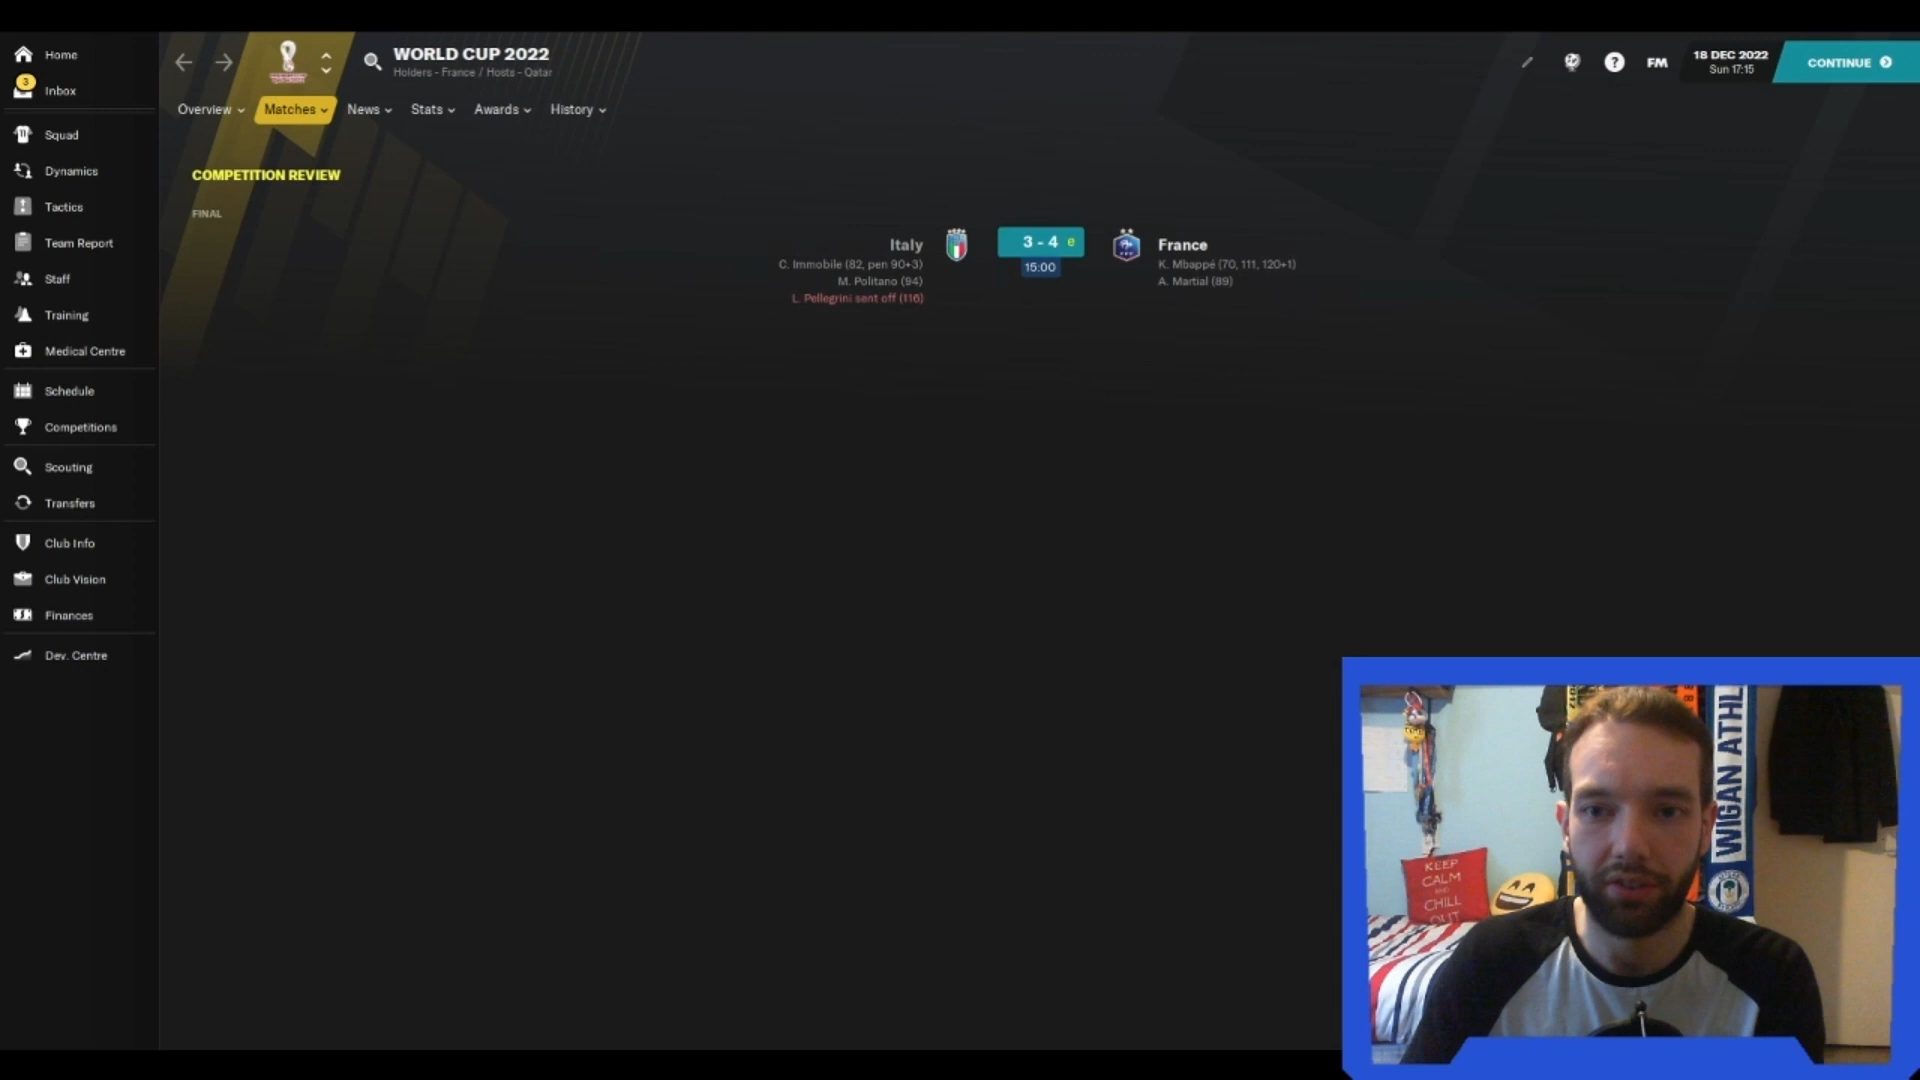 Home
3
Inbox
Squad
Dynamics
Tactics
Team Report
Staff
Training
Medical Centre
Schedule
Competitions
Scouting
Transfers
Club Info
Club Vision
Finances
Dev. Centre
WORLD CUP 2022
Holders - France / Hosts - Qatar
FM
18 DEC 2022
Sun 17:15
CONTINUE
Overview
Matches
News
Stats
Awards
History
COMPETITION REVIEW
FINAL
Italy
3 - 4 e
France
C. Immobile (82, pen 90+3)
15:00
K. Mbappé (70, 111, 120+1)
M. Politano (94)
A. Martial (89)
L. Pellegrini sent off (116)
WIGAN ATHL
KEEP
CALM
AND
CHILL
OUT